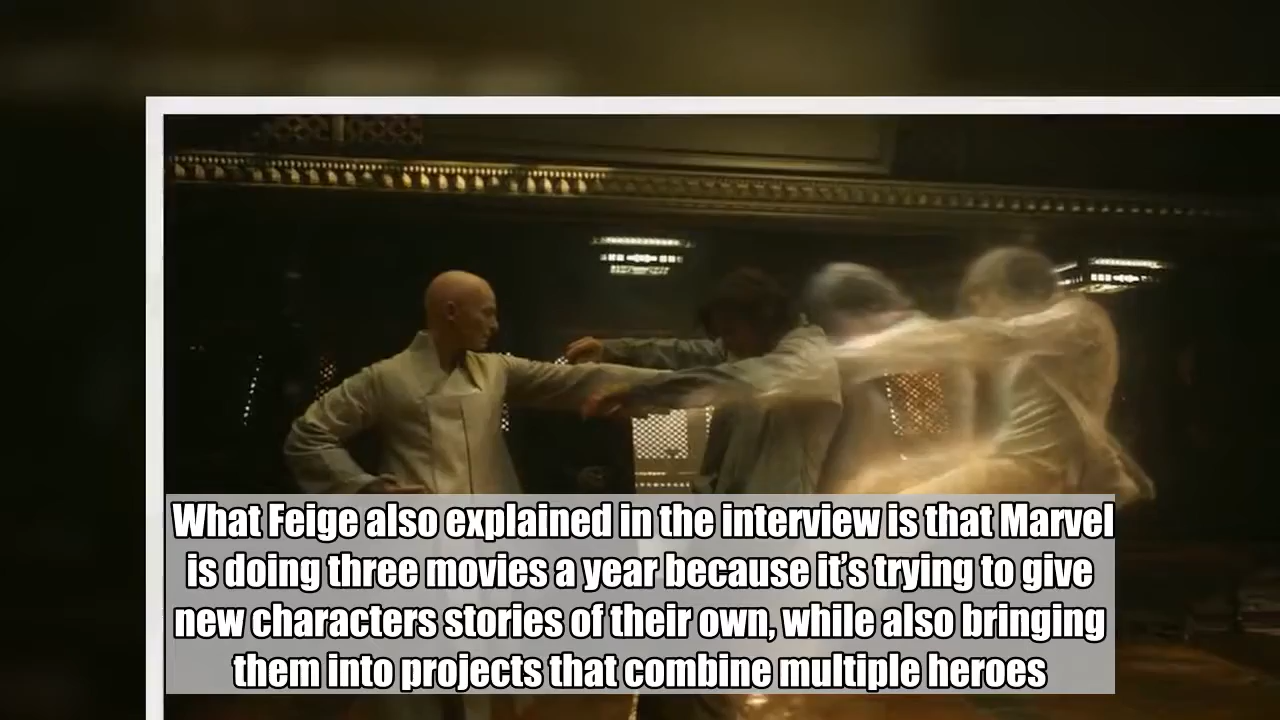 What Feige also explained in the interview is that Marvel
is doing three movies a year because it's trying to give
new characters stories of their own, while also bringing
them into projects that combine multiple heroes